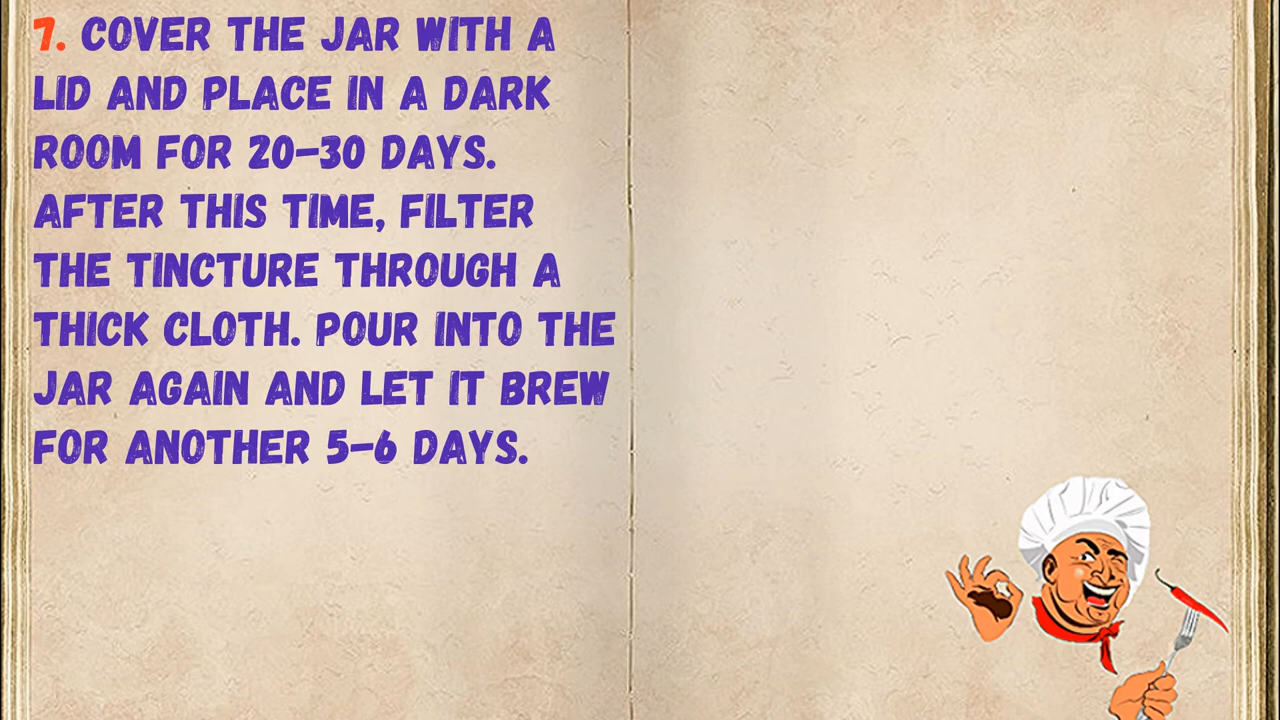 7. COVER THE JAR WITH A
LID AND PLACE IN A DARK
ROOM FOR 20-30 DAYS.
AFTER THIS TIME, FILTER
THE TINCTURE THROUGH A
THICK CLOTH. POUR INTO THE
JAR AGAIN AND LET IT BREW
FOR ANOTHER 5-6 DAYS.